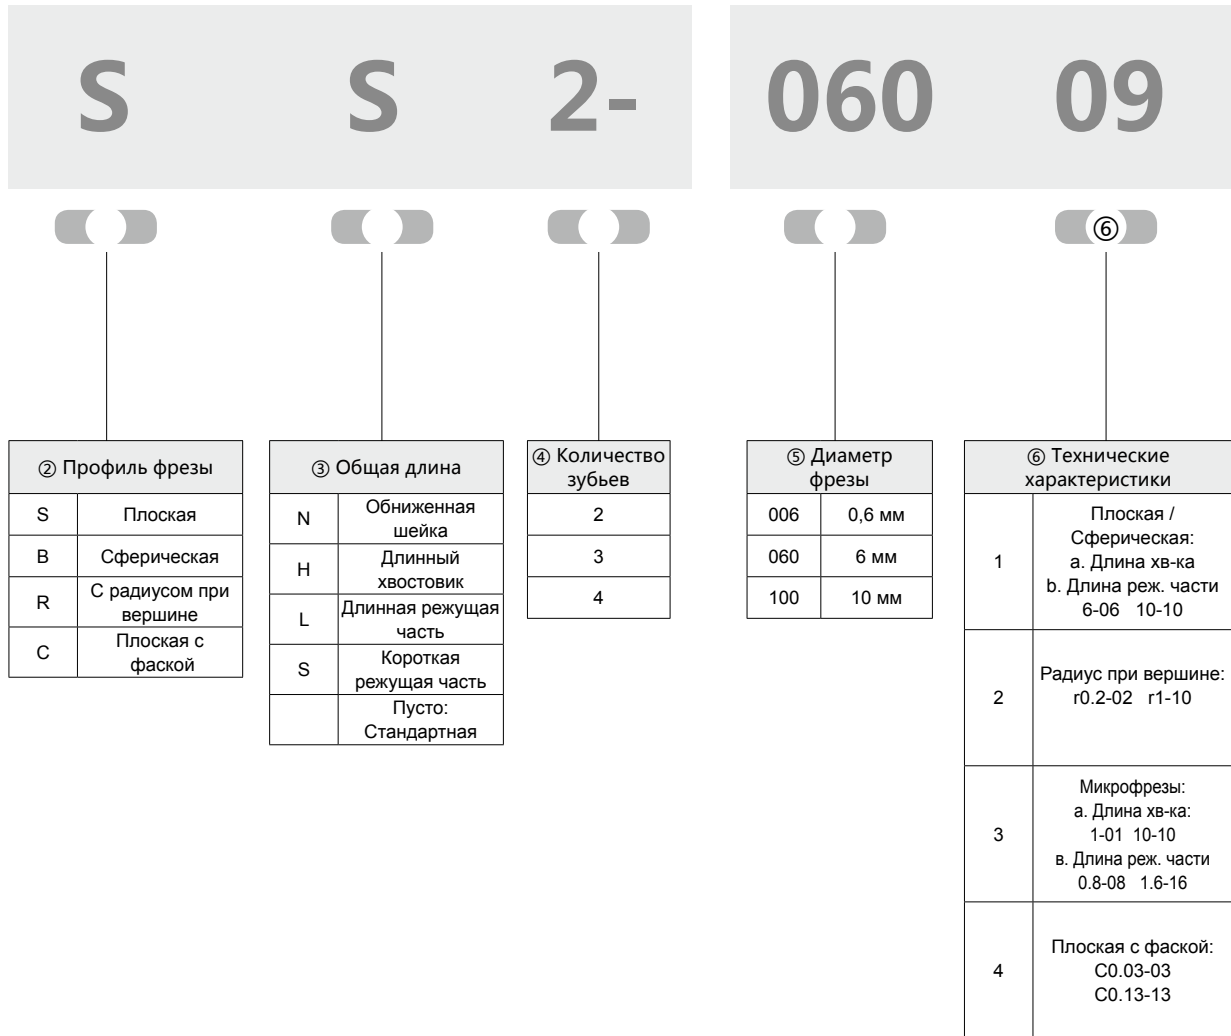 S S 2- 060 09
⑥
② Профиль фрезы
S Плоская
B Сферическая
R С радиусом при
вершине
C Плоская с
фаской
③ Общая длина
N Обниженная
шейка
H Длинный
хвостовик
L Длинная режущая
часть
S Короткая
режущая часть
Пусто:
Стандартная
④ Количество
зубьев
2
3
4
⑤ Диаметр
фрезы
006 0,6 мм
060 6 мм
100 10 мм
⑥ Технические
характеристики
1 Плоская /
Сферическая:
a. Длина хв-ка
b. Длина реж. части
6-06 10-10
2 Радиус при вершине:
r0.2-02 r1-10
3 Микрофрезы:
а. Длина хв-ка:
1-01 10-10
в. Длина реж. части
0.8-08 1.6-16
4 Плоская с фаской:
C0.03-03
C0.13-13